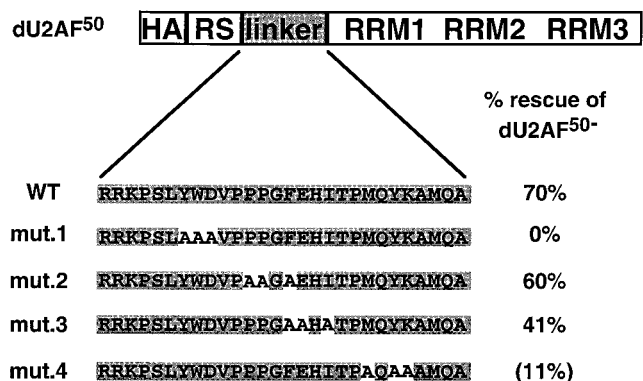 dU2AF50 HA RS linker RRM1 RRM2 RRM3
% rescue of
dU2AF50-
WT RRKPSLYWDVPPPGFEHITPMQYKAMQA 70%
mut.1 RRKPSLAAAVPPPGFEHITPMQYKAMQA 0%
mut.2 RRKPSLYWDVPAAGAEHITPMQYKAMQA 60%
mut.3 RRKPSLYWDVPPPGAAHATPMQYKAMQA 41%
mut.4 RRKPSLYWDVPPPGFEHITPAQAAAMQA (11%)